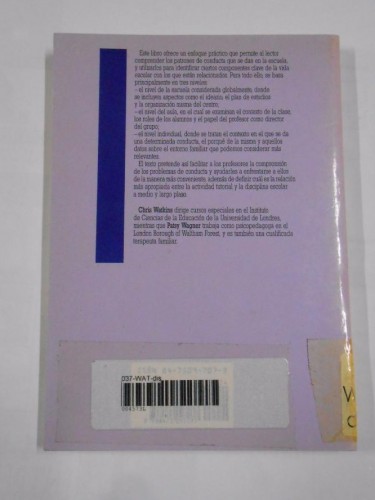 Este libro ofrece un enfoque práctico que permite al lector
comprender los patrones de conducta que se dan en la escuela,
y utilizarlos para identificar ciertos componentes clave de la vida
escolar con los que están relacionados. Para todo ello, se basa
principalmente en tres niveles:
—el nivel de la escuela considerada globalmente, donde
se incluyen aspectos como el ideario, el plan de estudios
y la organización misma del centro;
—el nivel del aula, en el cual se examinan el contexto de la clase,
los roles de los alumnos y el papel del profesor como director
del grupo;
—el nivel individual, donde se tratan el contexto en el que se da
una determinada conducta, el porqué de la misma y aquellos
datos sobre el entorno familiar que podamos considerar más
relevantes.
El texto pretende así facilitar a los profesores la comprensión
de los problemas de conducta y ayudarles a enfrentarse a ellos
de la manera más conveniente, además de definir cuál es la relación
más apropiada entre la actividad tutorial y la disciplina escolar
a medio y largo plazo.
Chris Watkins dirige cursos especiales en el Instituto
de Ciencias de la Educación de la Universidad de Londres,
mientras que Patsy Wagner trabaja como psicopedagoga en el
London Borough of Waltham Forest, y es también una cualificada
terapeuta familiar.
037-WAT-dis